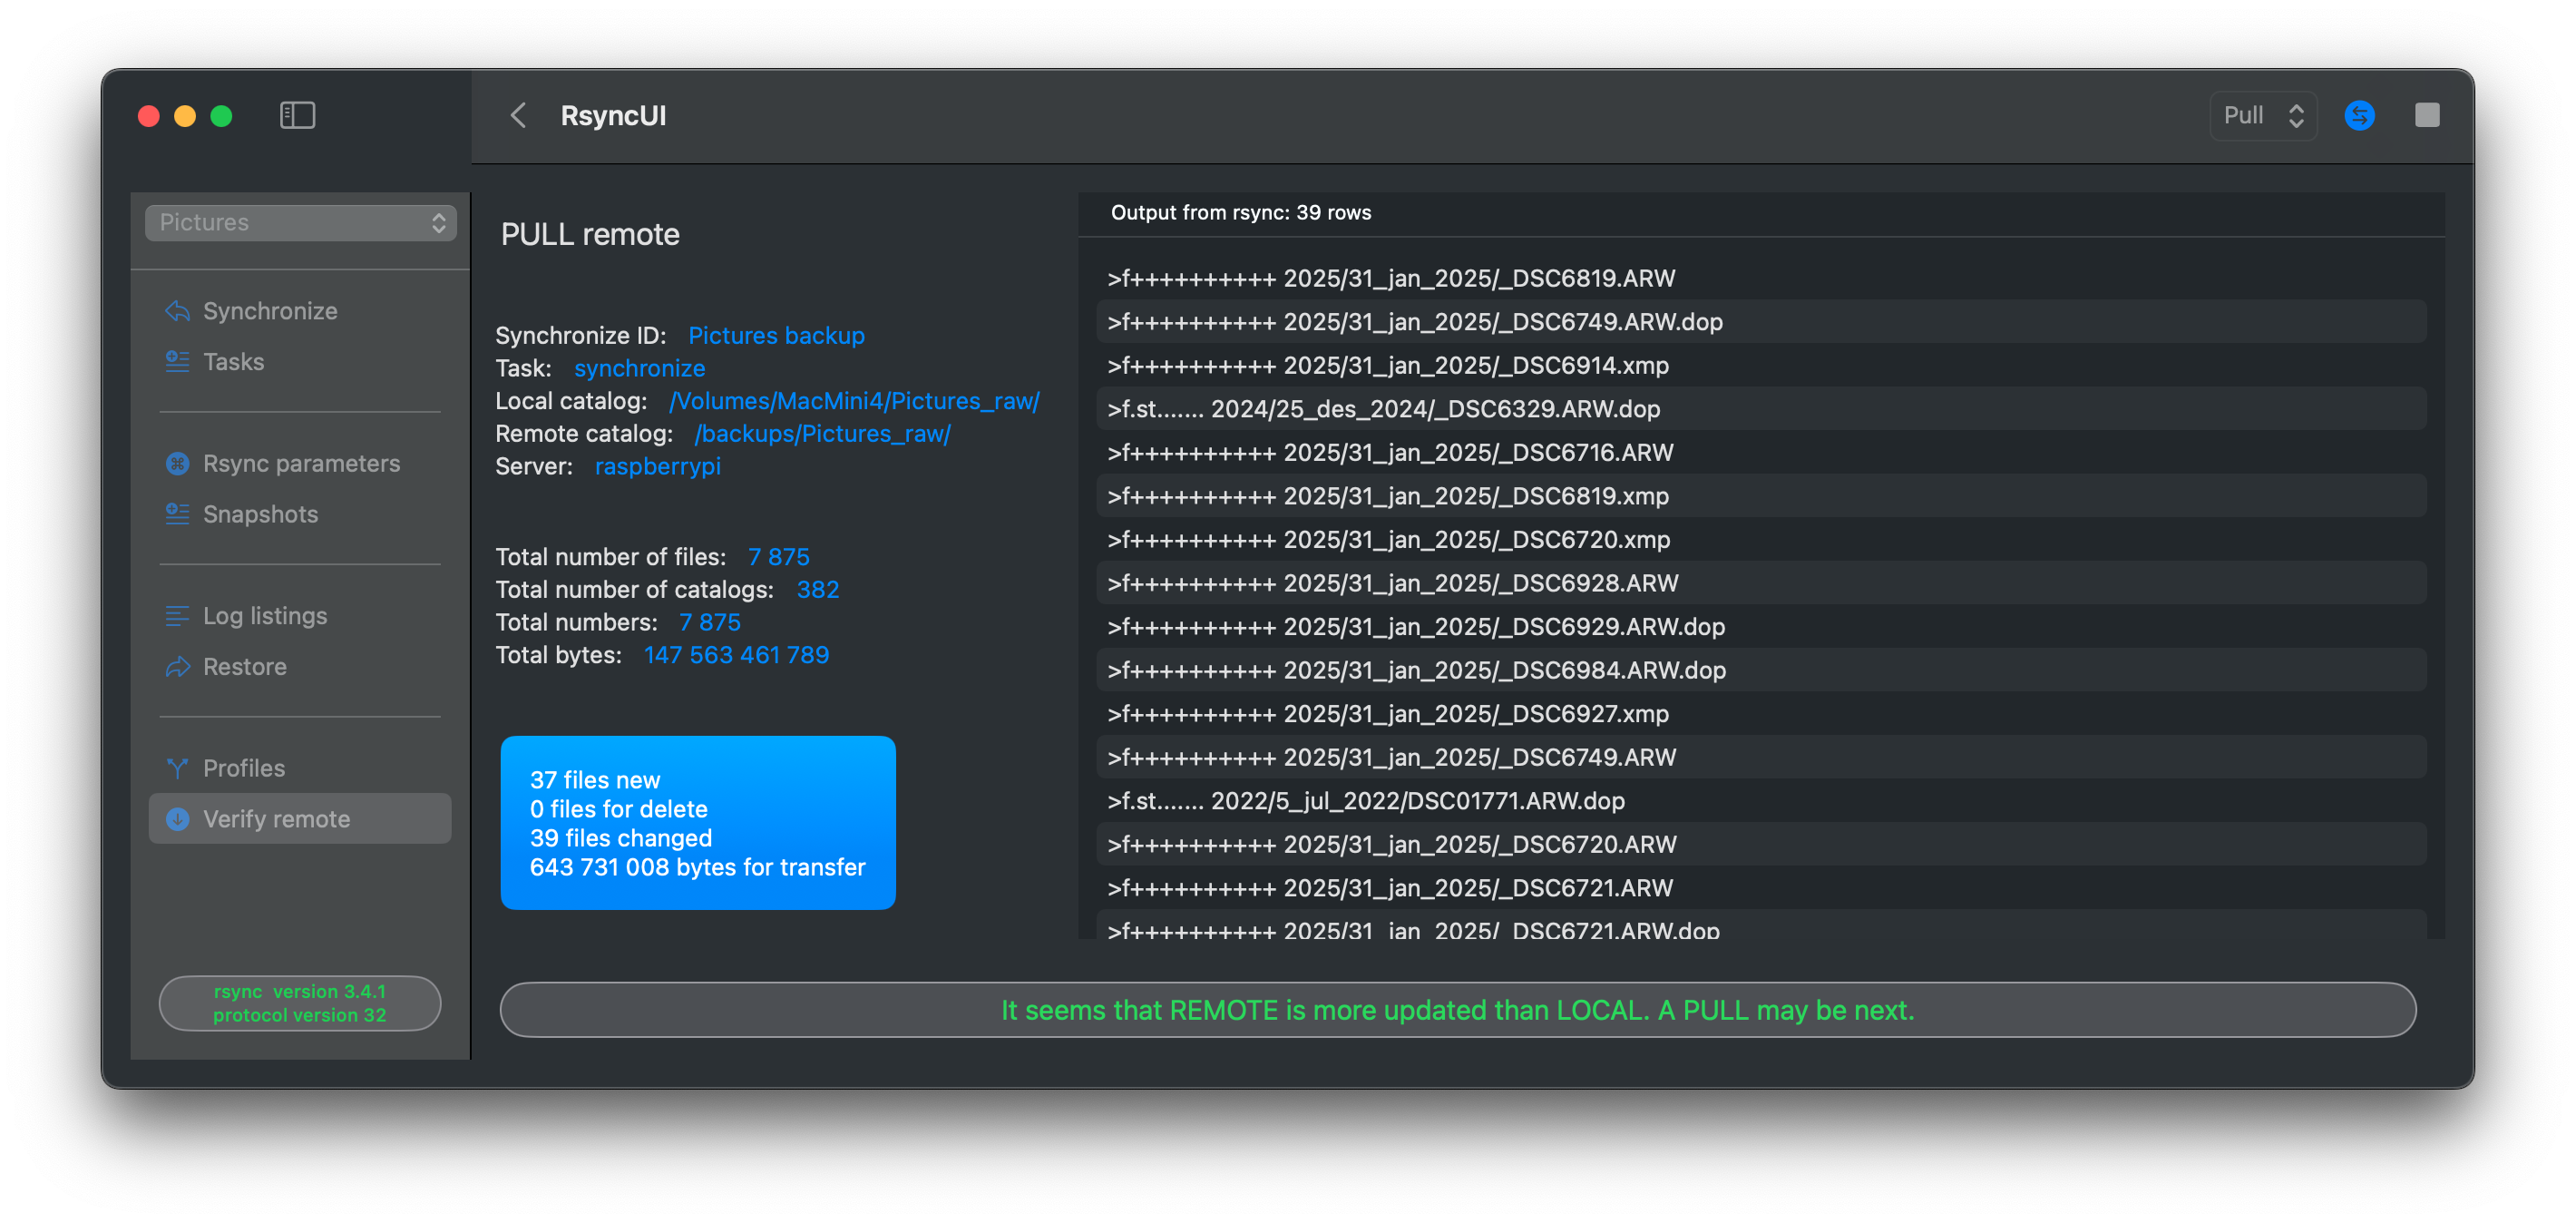 RsyncUI
Pull
Pictures
Synchronize
Tasks
Rsync parameters
Snapshots
Log listings
Restore
Profiles
Verify remote
rsync  version 3.4.1
protocol version 32
PULL remote
Synchronize ID: Pictures backup
Task: synchronize
Local catalog: /Volumes/MacMini4/Pictures_raw/
Remote catalog: /backups/Pictures_raw/
Server: raspberrypi
Total number of files: 7 875
Total number of catalogs: 382
Total numbers: 7 875
Total bytes: 147 563 461 789
37 files new
0 files for delete
39 files changed
643 731 008 bytes for transfer
Output from rsync: 39 rows
>f++++++++++ 2025/31_jan_2025/_DSC6819.ARW
>f++++++++++ 2025/31_jan_2025/_DSC6749.ARW.dop
>f++++++++++ 2025/31_jan_2025/_DSC6914.xmp
>f.st....... 2024/25_des_2024/_DSC6329.ARW.dop
>f++++++++++ 2025/31_jan_2025/_DSC6716.ARW
>f++++++++++ 2025/31_jan_2025/_DSC6819.xmp
>f++++++++++ 2025/31_jan_2025/_DSC6720.xmp
>f++++++++++ 2025/31_jan_2025/_DSC6928.ARW
>f++++++++++ 2025/31_jan_2025/_DSC6929.ARW.dop
>f++++++++++ 2025/31_jan_2025/_DSC6984.ARW.dop
>f++++++++++ 2025/31_jan_2025/_DSC6927.xmp
>f++++++++++ 2025/31_jan_2025/_DSC6749.ARW
>f.st....... 2022/5_jul_2022/DSC01771.ARW.dop
>f++++++++++ 2025/31_jan_2025/_DSC6720.ARW
>f++++++++++ 2025/31_jan_2025/_DSC6721.ARW
>f++++++++++ 2025/31_jan_2025/_DSC6721.ARW.dop
It seems that REMOTE is more updated than LOCAL. A PULL may be next.